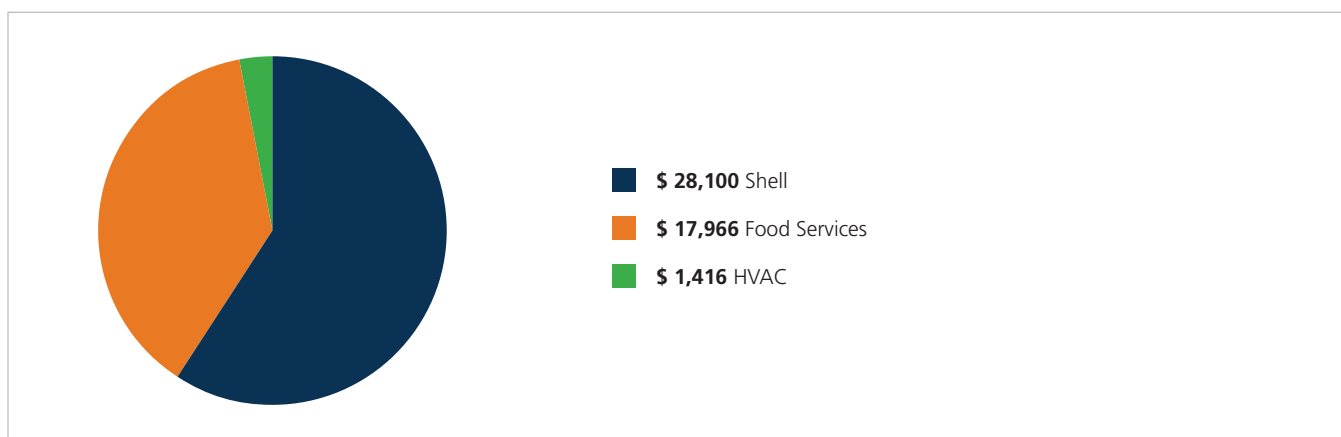 $ 28,100 Shell
$ 17,966 Food Services
$ 1,416 HVAC